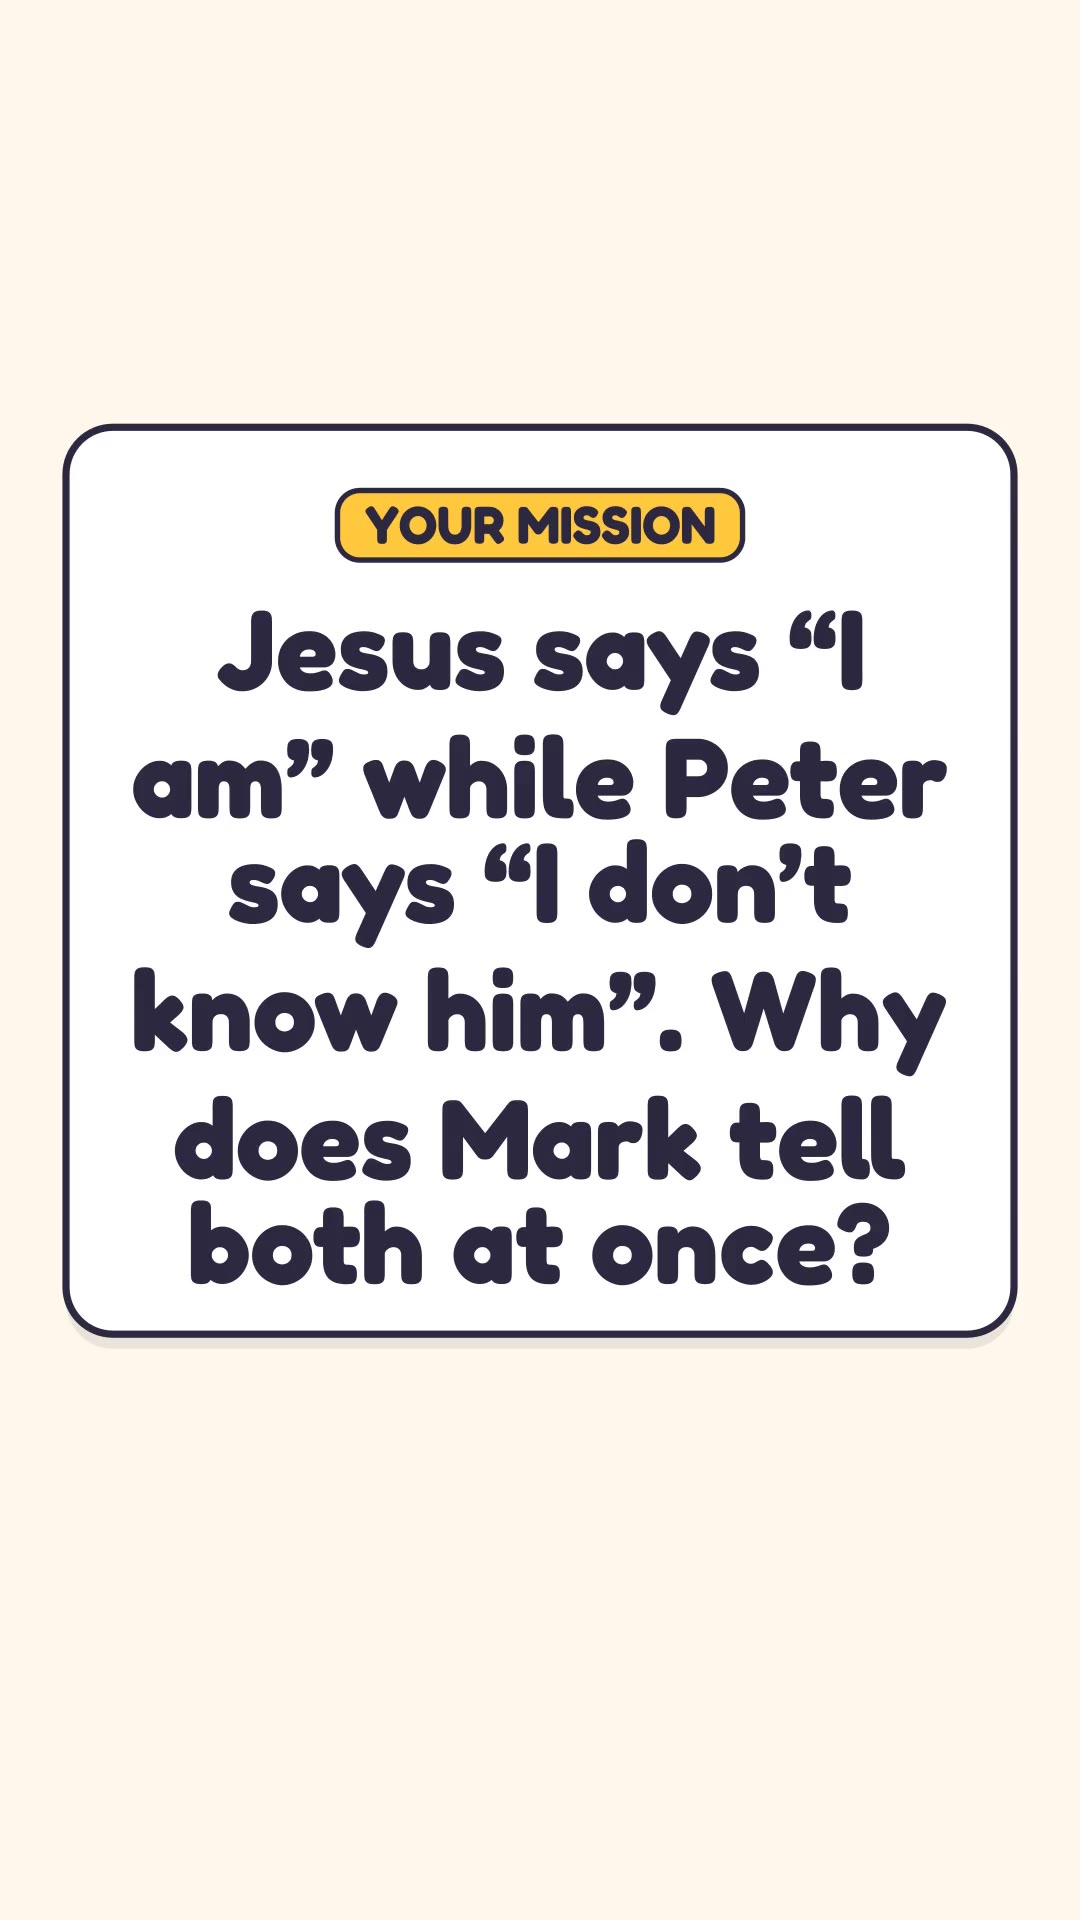 YOUR MISSION
Jesus says “I
am” while Peter
says “I don’t
know him”. Why
does Mark tell
both at once?